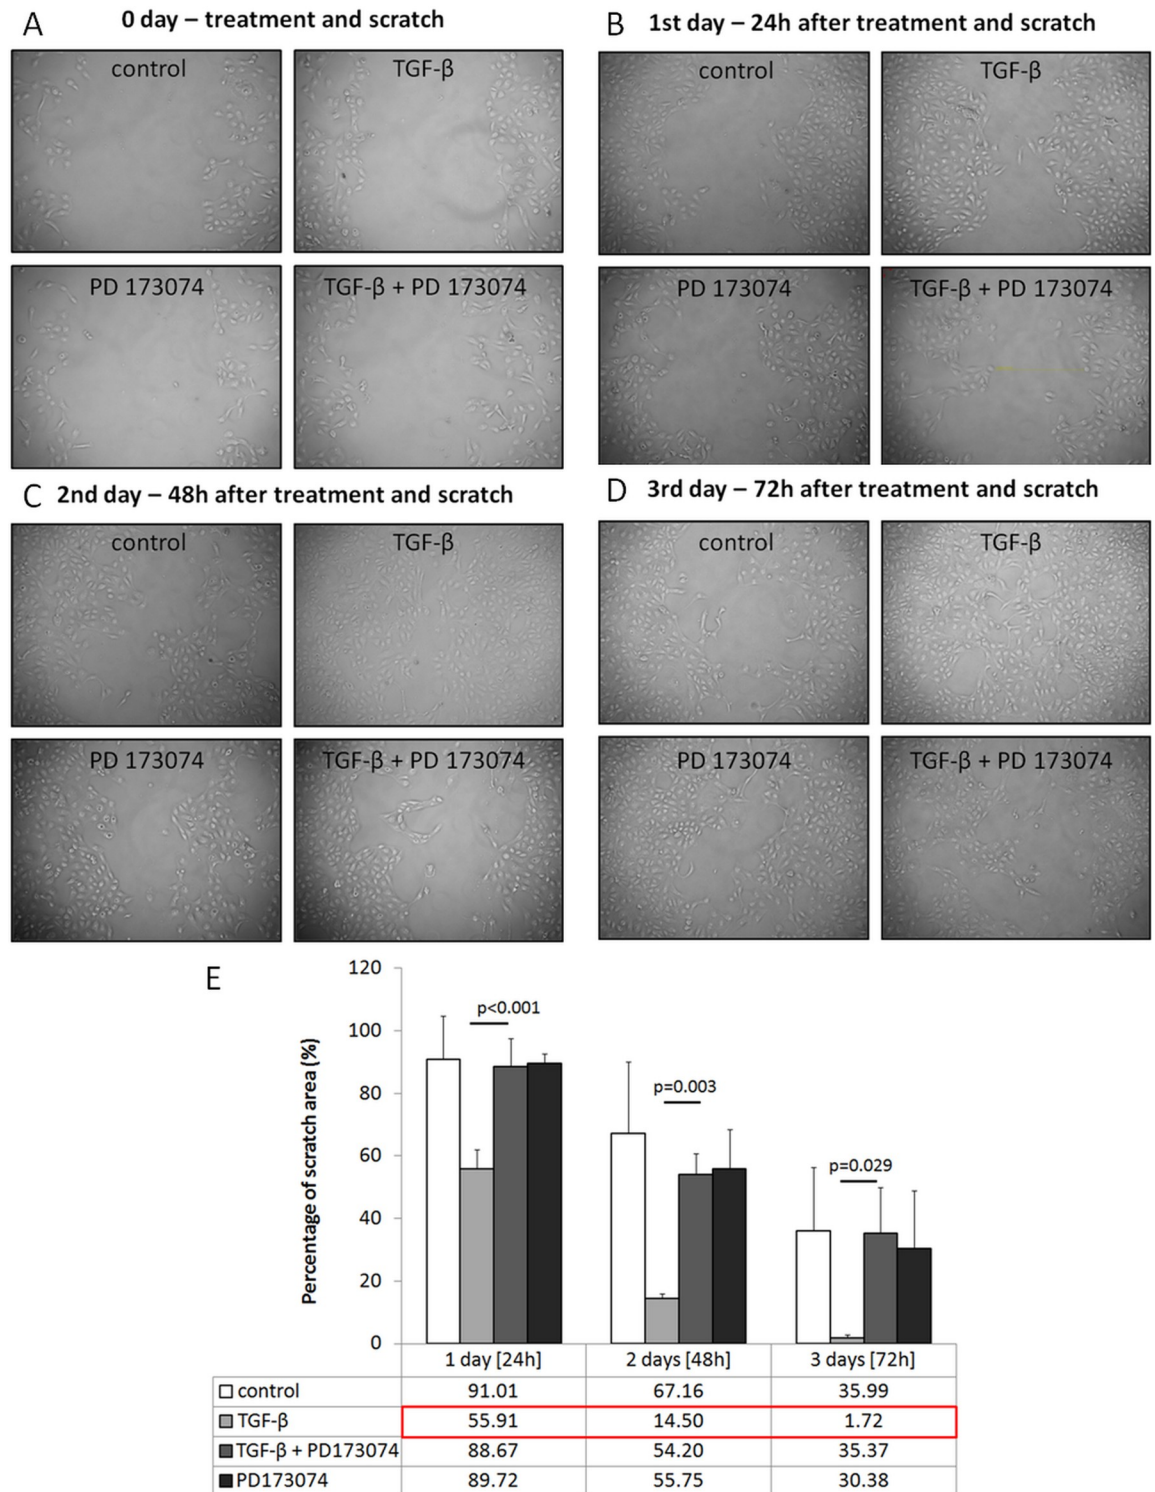 A
0 day – treatment and scratch
control
TGF-β
PD 173074
TGF-β + PD 173074
B
1st day – 24h after treatment and scratch
control
TGF-β
PD 173074
TGF-β + PD 173074
C
2nd day – 48h after treatment and scratch
control
TGF-β
PD 173074
TGF-β + PD 173074
D
3rd day – 72h after treatment and scratch
control
TGF-β
PD 173074
TGF-β + PD 173074
E
Percentage of scratch area (%)
120
100
80
60
40
20
0
p<0.001
p=0.003
p=0.029
1 day [24h] 2 days [48h] 3 days [72h]
control 91.01 67.16 35.99
TGF-β 55.91 14.50 1.72
TGF-β + PD173074 88.67 54.20 35.37
PD173074 89.72 55.75 30.38